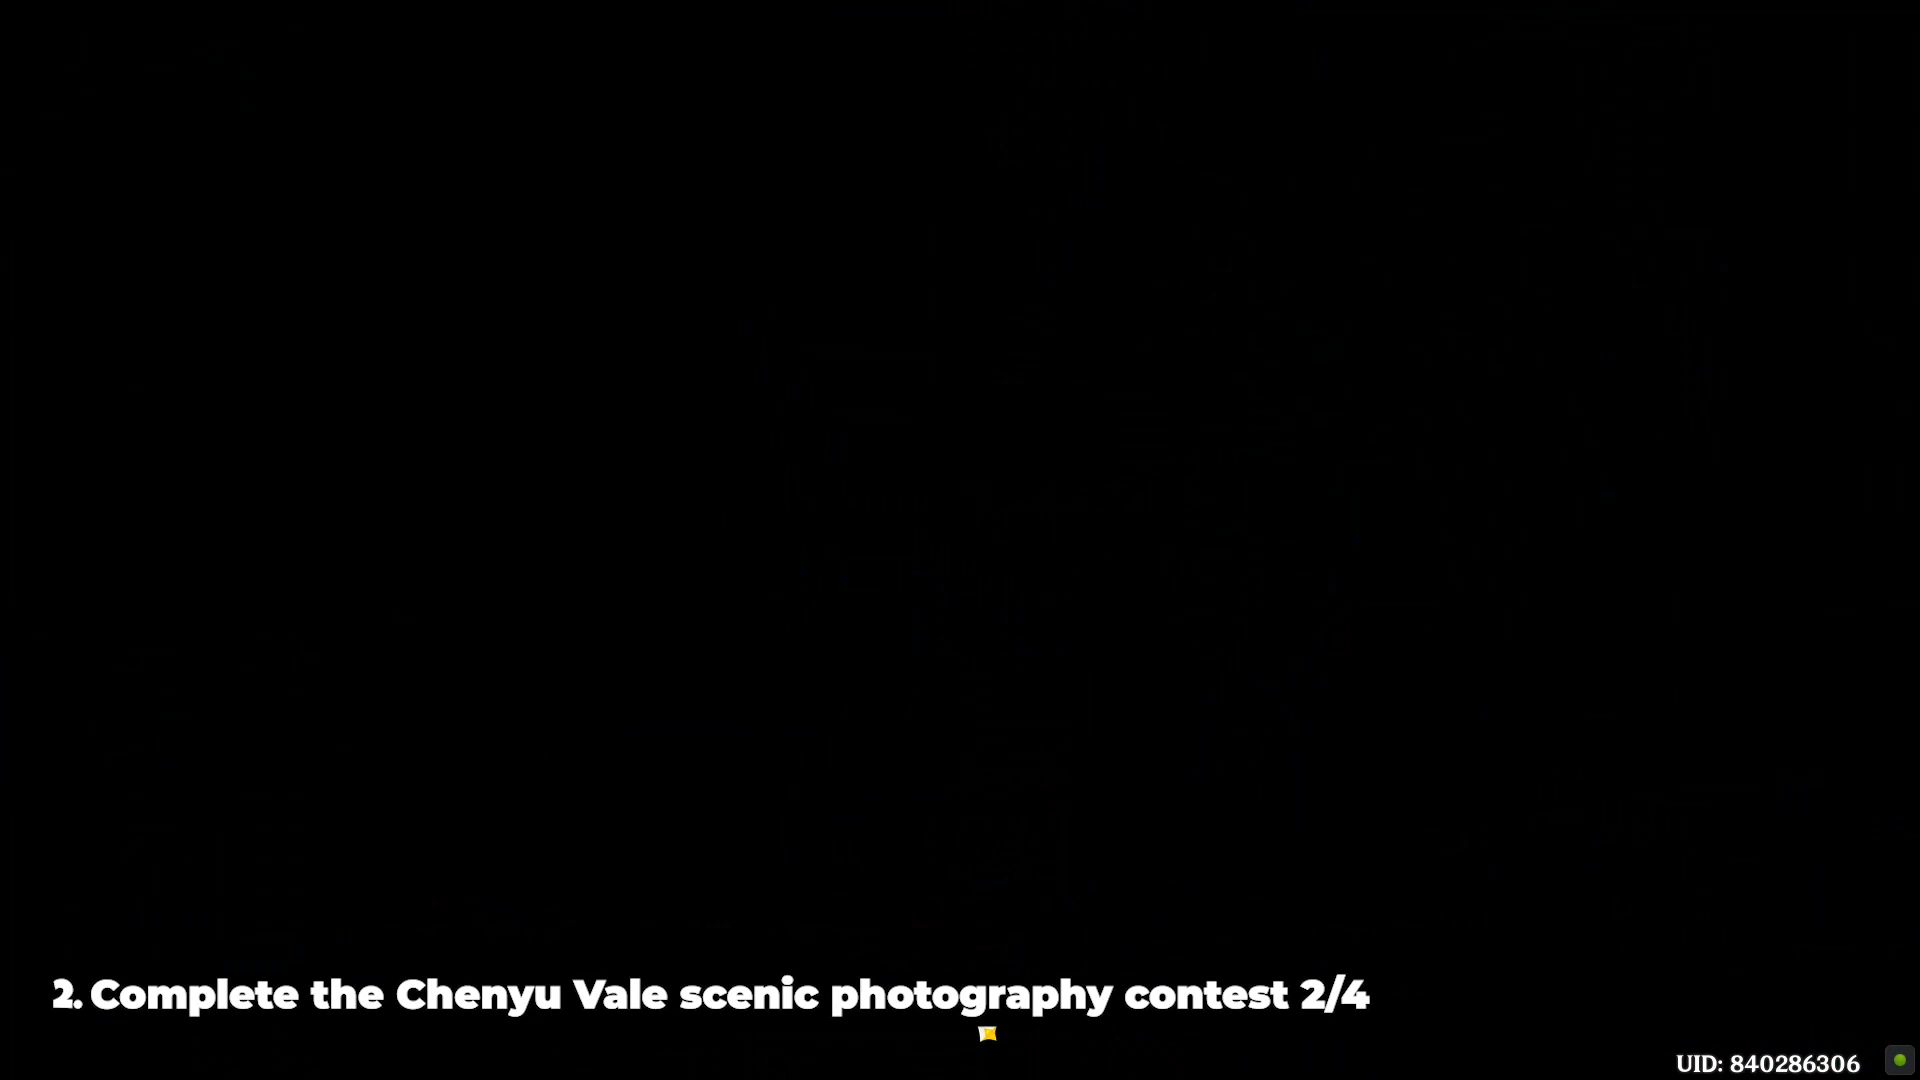 2. Complete the Chenyu Vale scenic photography contest 2/4
UID: 840286306